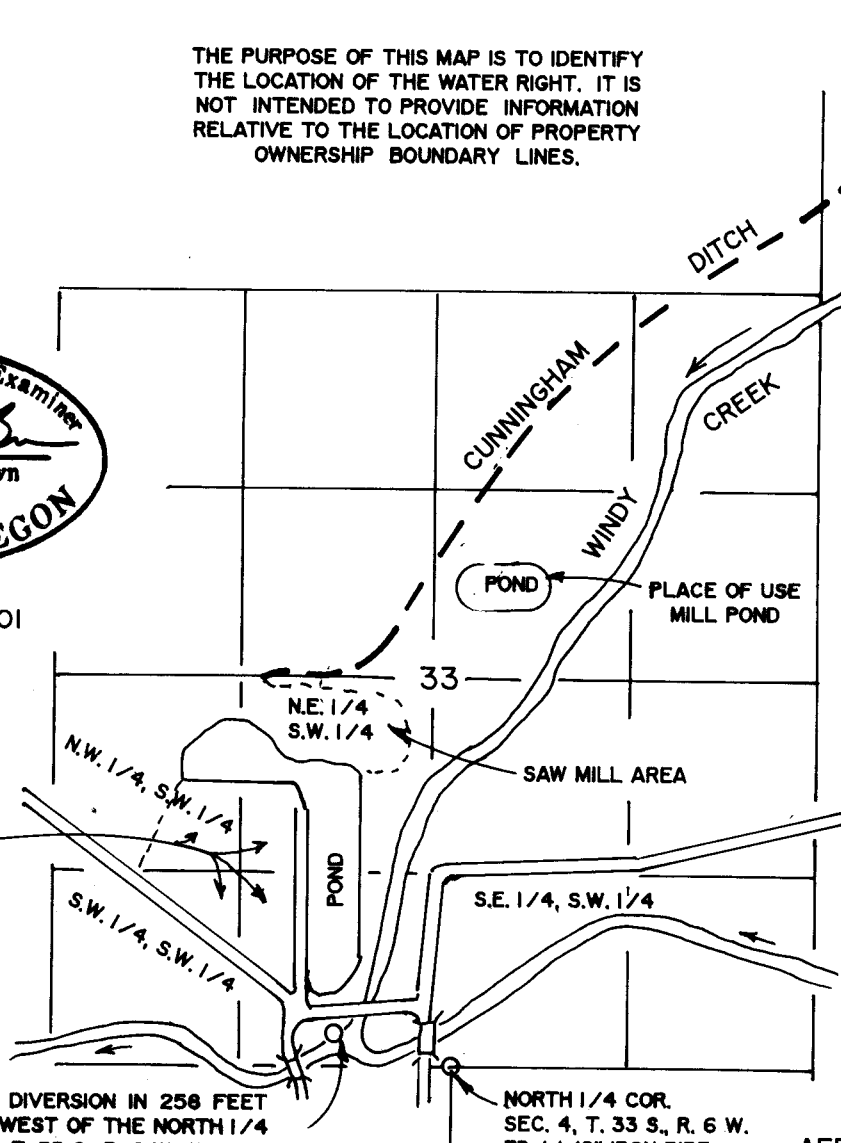 THE PURPOSE OF THIS MAP IS TO IDENTIFY
THE LOCATION OF THE WATER RIGHT. IT IS
NOT INTENDED TO PROVIDE INFORMATION
RELATIVE TO THE LOCATION OF PROPERTY
OWNERSHIP BOUNDARY LINES.
DITCH
CUNNINGHAM
CREEK
WINDY
Examiner
EGON
01
POND
PLACE OF USE
MILL POND
33
N.E. 1/4
S.W. 1/4
SAW MILL AREA
N.W. 1/4, S.W. 1/4
POND
S.E. 1/4, S.W. 1/4
S.W. 1/4, S.W. 1/4
DIVERSION IN 258 FEET
WEST OF THE NORTH 1/4
NORTH 1/4 COR.
SEC. 4, T. 33 S., R. 6 W.